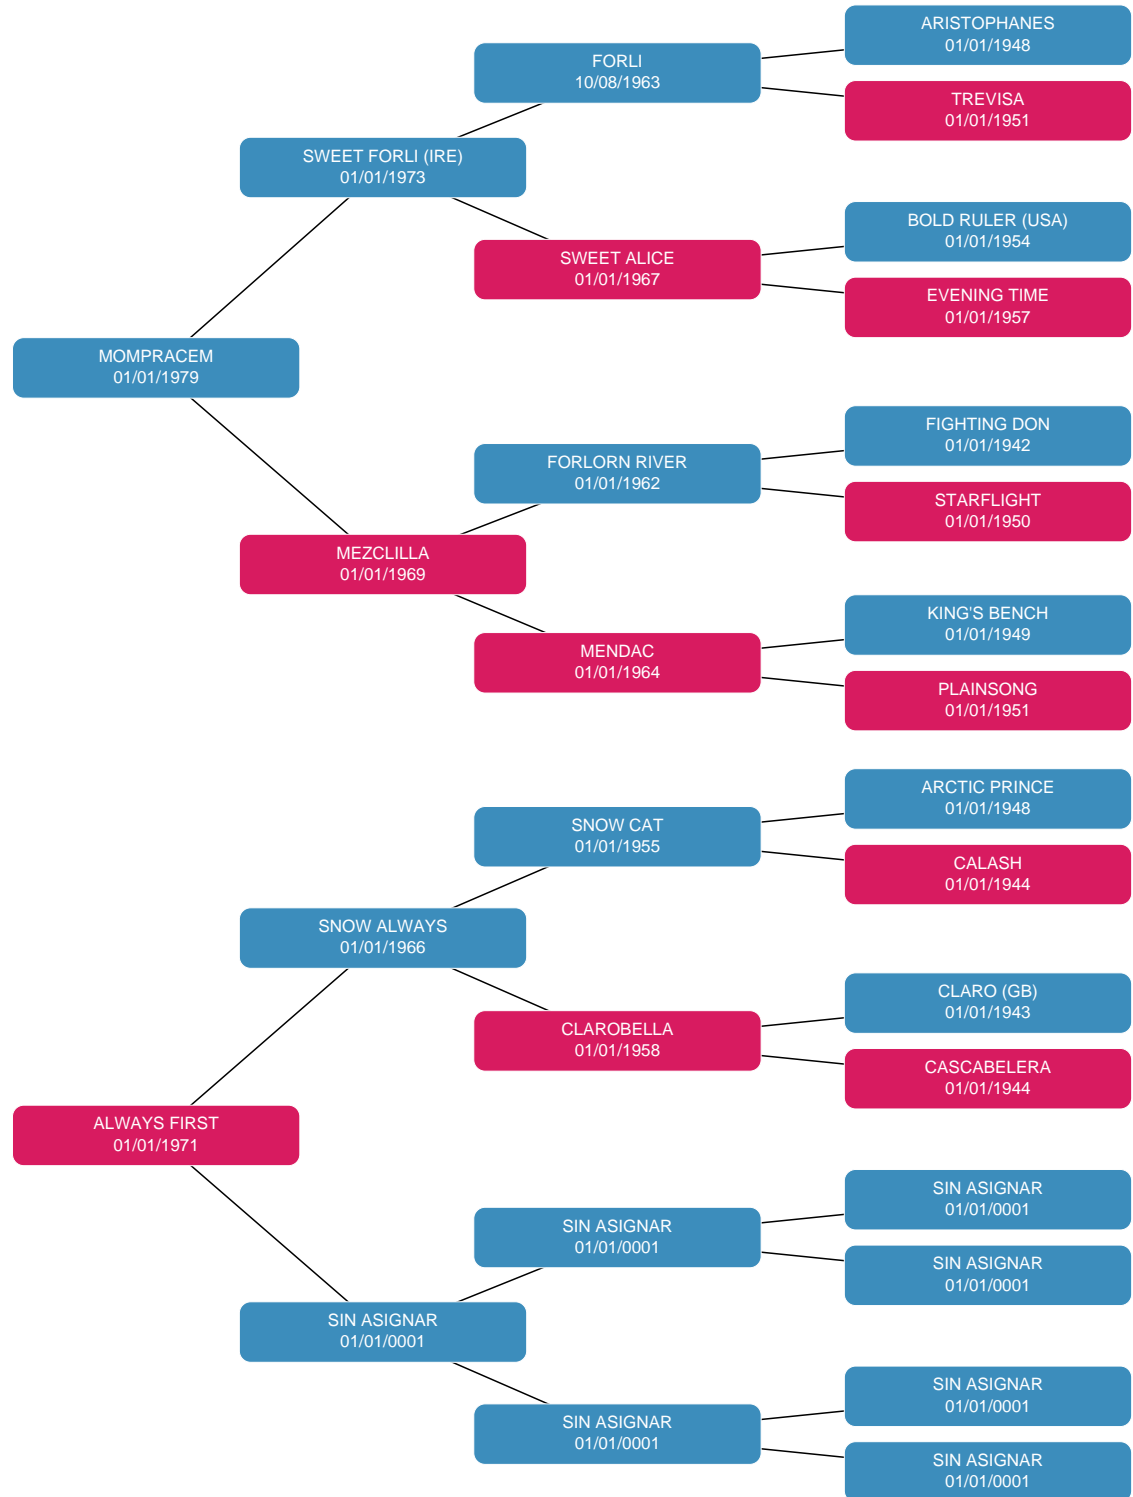 ARISTOPHANES
01/01/1948
FORLI
10/08/1963
TREVISA
01/01/1951
SWEET FORLI (IRE)
01/01/1973
BOLD RULER (USA)
01/01/1954
SWEET ALICE
01/01/1967
EVENING TIME
01/01/1957
MOMPRACEM
01/01/1979
FIGHTING DON
01/01/1942
FORLORN RIVER
01/01/1962
STARFLIGHT
01/01/1950
MEZCLILLA
01/01/1969
KING'S BENCH
01/01/1949
MENDAC
01/01/1964
PLAINSONG
01/01/1951
ARCTIC PRINCE
01/01/1948
SNOW CAT
01/01/1955
CALASH
01/01/1944
SNOW ALWAYS
01/01/1966
CLARO (GB)
01/01/1943
CLAROBELLA
01/01/1958
CASCABELERA
01/01/1944
ALWAYS FIRST
01/01/1971
SIN ASIGNAR
01/01/0001
SIN ASIGNAR
01/01/0001
SIN ASIGNAR
01/01/0001
SIN ASIGNAR
01/01/0001
SIN ASIGNAR
01/01/0001
SIN ASIGNAR
01/01/0001
SIN ASIGNAR
01/01/0001